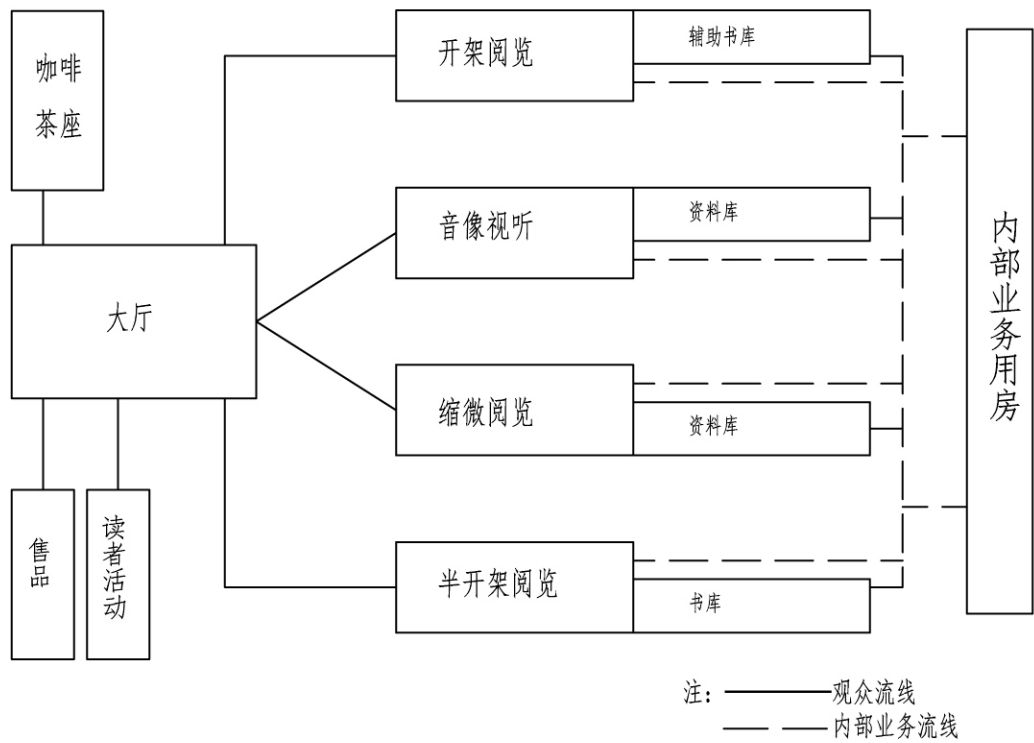 咖啡
茶座
大厅
售品
读者活动
开架阅览
辅助书库
音像视听
资料库
缩微阅览
资料库
半开架阅览
书库
内部业务用房
注：
观众流线
内部业务流线